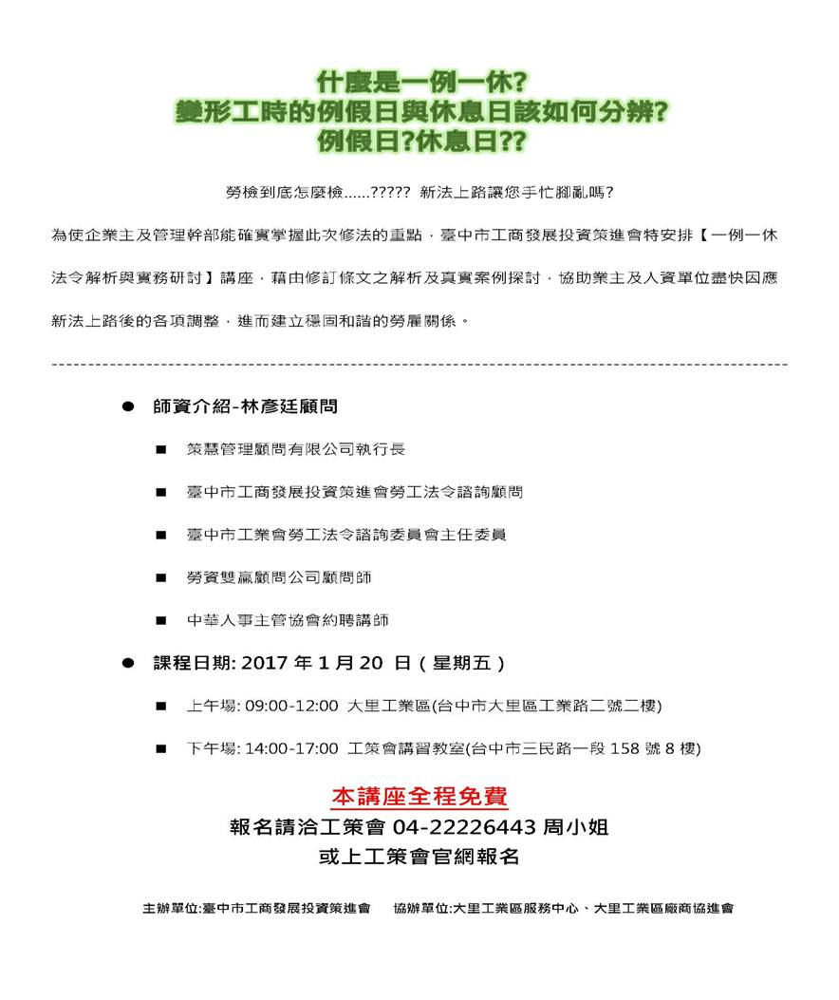 什麼是一例一休?
變形工時的例假日與休息日該如何分辨?
例假日?休息日??
勞檢到底怎麼檢......????? 新法上路讓您手忙腳亂嗎?
為使企業主及管理幹部能確實掌握此次修法的重點，臺中市工商發展投資策進會特安排【一例一休
法令解析與實務研討】講座，藉由修訂條文之解析及真實案例探討，協助業主及人資單位盡快因應
新法上路後的各項調整，進而建立穩固和諧的勞雇關係。
● 師資介紹-林彥廷顧問
■ 策慧管理顧問有限公司執行長
■ 臺中市工商發展投資策進會勞工法令諮詢顧問
■ 臺中市工業會勞工法令諮詢委員會主任委員
■ 勞資雙贏顧問公司顧問師
■ 中華人事主管協會約聘講師
● 課程日期: 2017 年 1 月 20 日（星期五）
■ 上午場: 09:00-12:00 大里工業區(台中市大里區工業路二號二樓)
■ 下午場: 14:00-17:00 工策會講習教室(台中市三民路一段 158 號 8 樓)
本講座全程免費
報名請洽工策會 04-22226443 周小姐
或上工策會官網報名
主辦單位:臺中市工商發展投資策進會 協辦單位:大里工業區服務中心、大里工業區廠商協進會